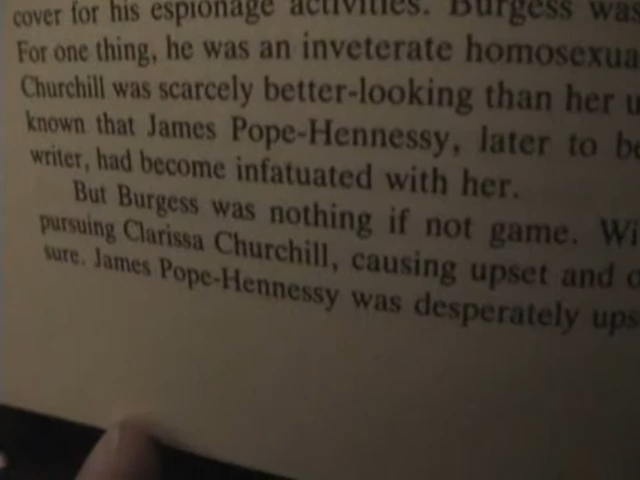 cover for his espionage activities. Burgess was
For one thing, he was an inveterate homosexua
Churchill was scarcely better-looking than her u
known that James Pope-Hennessy, later to be
writer, had become infatuated with her.
But Burgess was nothing if not game. Wi
pursuing Clarissa Churchill, causing upset and
sure. James Pope-Hennessy was desperately ups